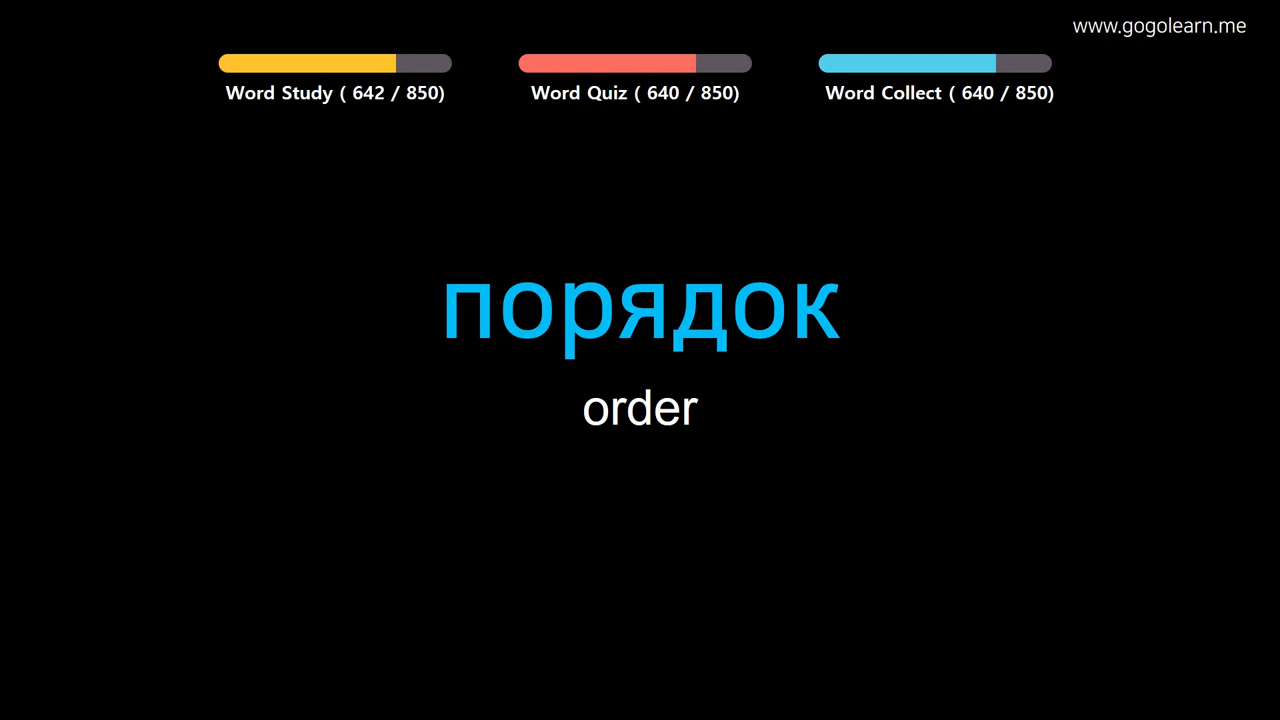 www.gogolearn.me
Word Study ( 642 / 850)
Word Quiz ( 640 / 850)
Word Collect ( 640 / 850)
порядок
order